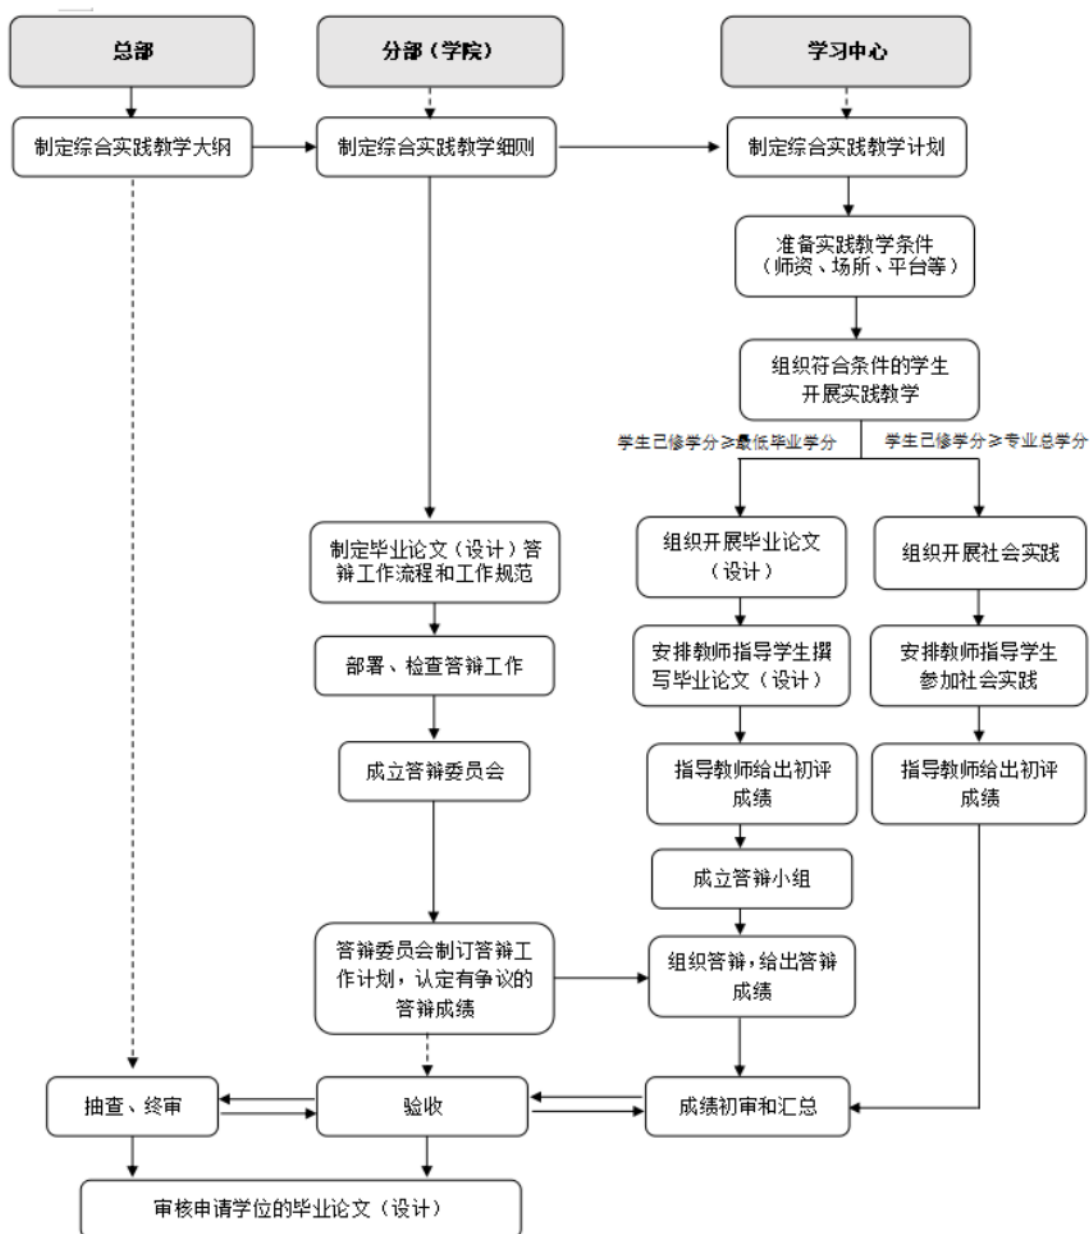 总部
分部（学院）
学习中心
制定综合实践教学大纲
制定综合实践教学细则
制定综合实践教学计划
准备实践教学条件
（师资、场所、平台等）
组织符合条件的学生
开展实践教学
学生已修学分≥最低毕业学分
学生已修学分≥专业总学分
制定毕业论文（设计）答
辩工作流程和工作规范
组织开展毕业论文
（设计）
组织开展社会实践
部署、检查答辩工作
安排教师指导学生撰
写毕业论文（设计）
安排教师指导学生
参加社会实践
成立答辩委员会
指导教师给出初评
成绩
指导教师给出初评
成绩
成立答辩小组
答辩委员会制订答辩工
作计划，认定有争议的
答辩成绩
组织答辩，给出答辩
成绩
抽查、终审
验收
成绩初审和汇总
审核申请学位的毕业论文（设计）